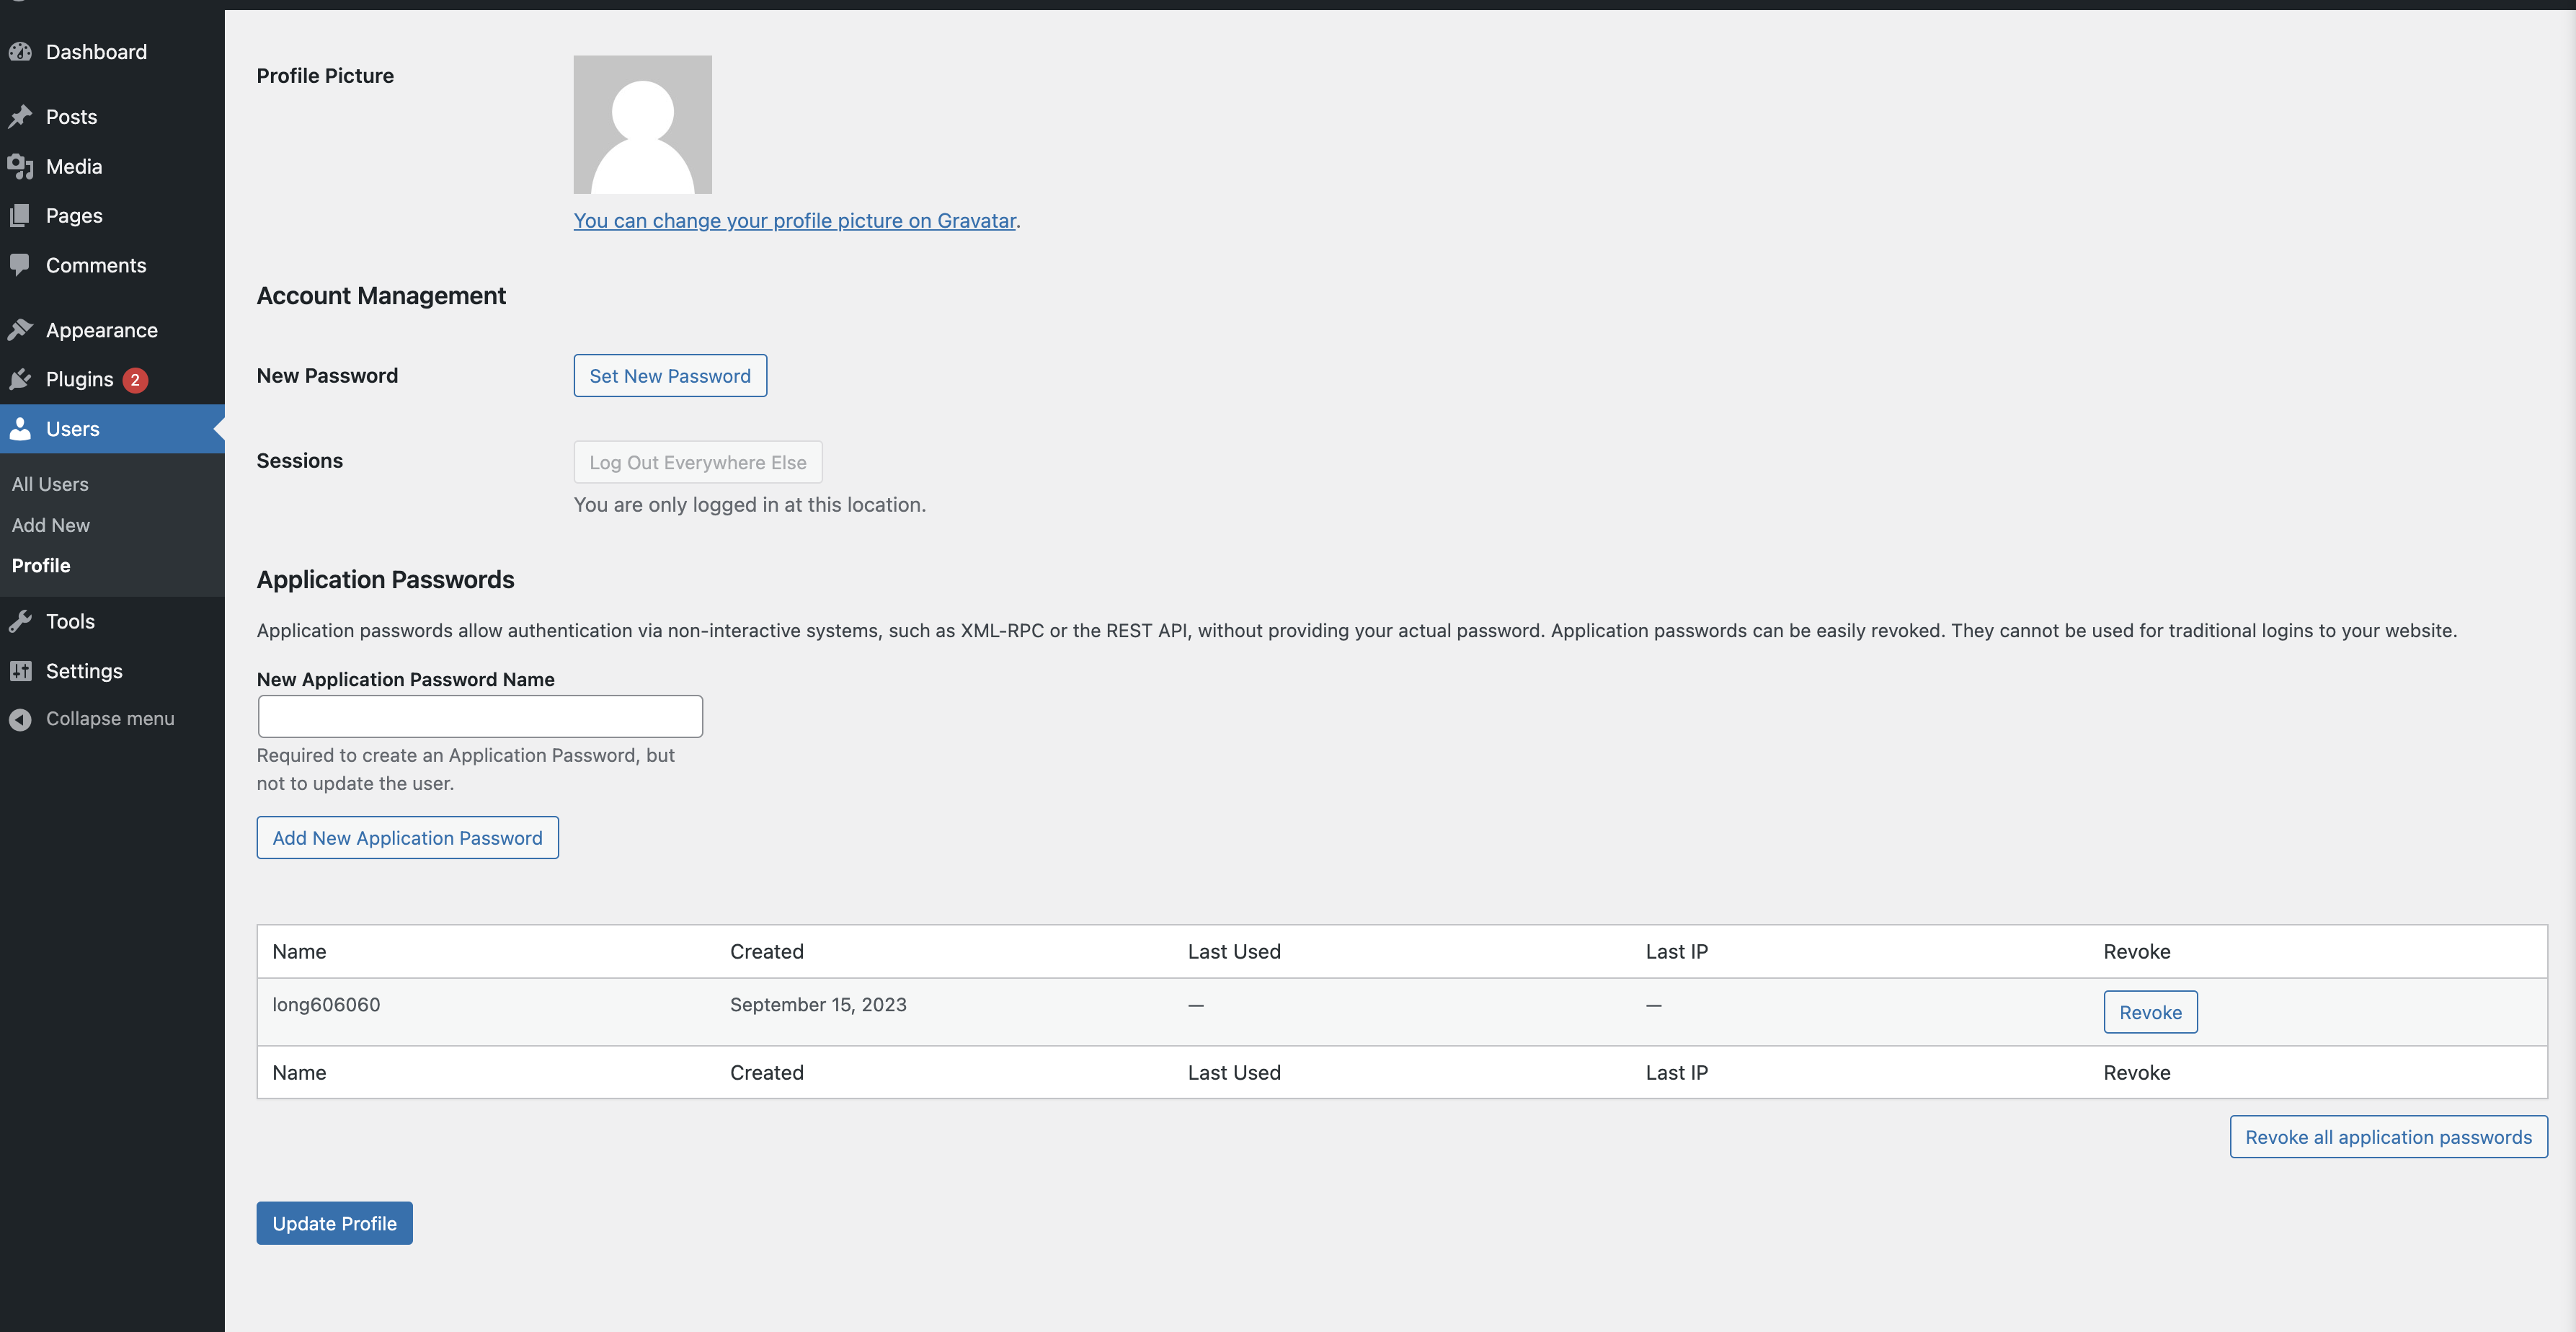 Dashboard
Posts
Media
Pages
Comments
Appearance
Plugins 2
Users
All Users
Add New
Profile
Tools
Settings
Collapse menu
Profile Picture
You can change your profile picture on Gravatar.
Account Management
New Password
Set New Password
Sessions
Log Out Everywhere Else
You are only logged in at this location.
Application Passwords
Application passwords allow authentication via non-interactive systems, such as XML-RPC or the REST API, without providing your actual password. Application passwords can be easily revoked. They cannot be used for traditional logins to your website.
New Application Password Name
Required to create an Application Password, but
not to update the user.
Add New Application Password
Name Created Last Used Last IP Revoke
long606060 September 15, 2023 — — Revoke
Name Created Last Used Last IP Revoke
Revoke all application passwords
Update Profile